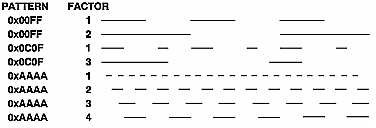 PATTERN FACTOR
0x00FF 1
0x00FF 2
0x0C0F 1
0x0C0F 3
0xAAAA 1
0xAAAA 2
0xAAAA 3
0xAAAA 4